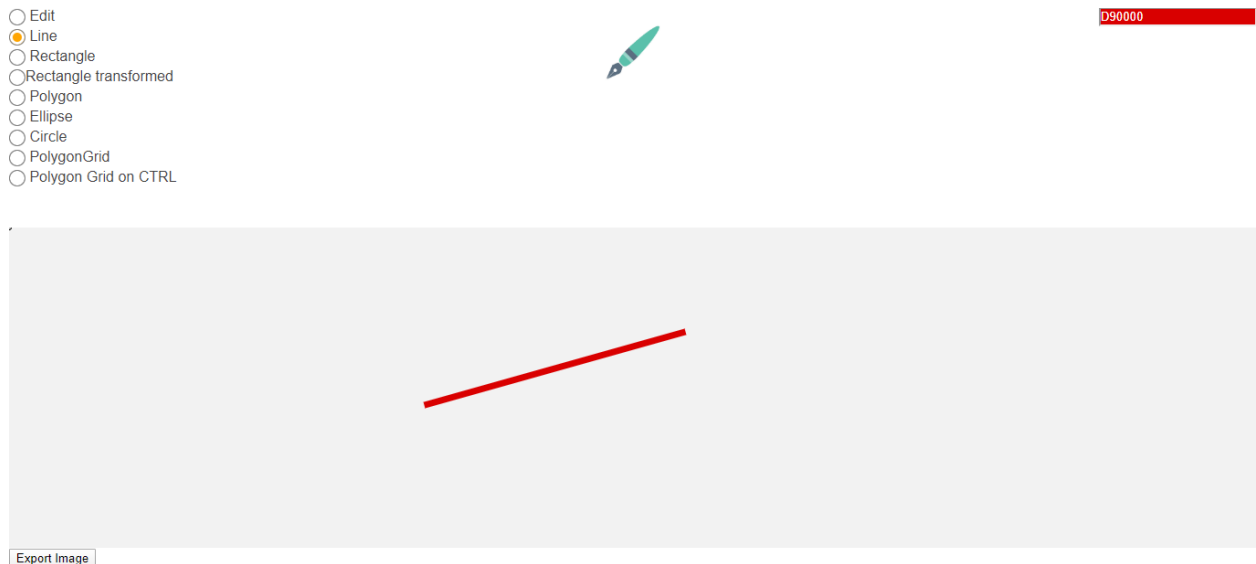 Edit
Line
Rectangle
Rectangle transformed
Polygon
Ellipse
Circle
PolygonGrid
Polygon Grid on CTRL
D90000
Export Image